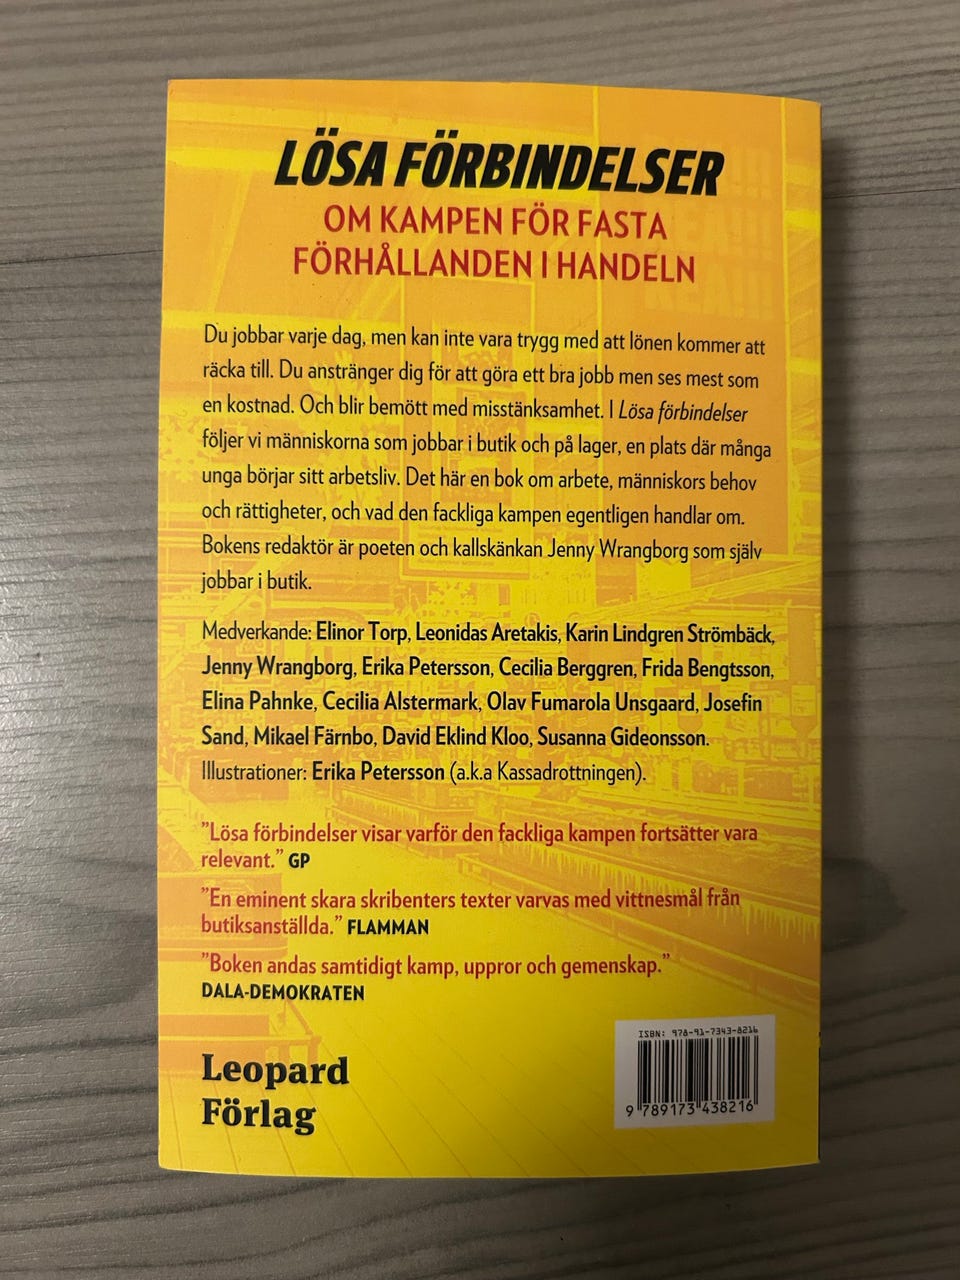 LÖSA FÖRBINDELSER
OM KAMPEN FÖR FASTA
FÖRHÅLLANDEN I HANDELN
Du jobbar varje dag, men kan inte vara trygg med att lönen kommer att
räcka till. Du anstränger dig för att göra ett bra jobb men ses mest som
en kostnad. Och blir bemött med misstänksamhet. I Lösa förbindelser
följer vi människorna som jobbar i butik och på lager, en plats där många
unga börjar sitt arbetsliv. Det här en bok om arbete, människors behov
och rättigheter, och vad den fackliga kampen egentligen handlar om.
Bokens redaktör är poeten och kallskänkan Jenny Wrangborg som själv
jobbar i butik.
Medverkande: Elinor Torp, Leonidas Aretakis, Karin Lindgren Strömbäck,
Jenny Wrangborg, Erika Petersson, Cecilia Berggren, Frida Bengtsson,
Elina Pahnke, Cecilia Alstermark, Olav Fumarola Unsgaard, Josefin
Sand, Mikael Färnbo, David Eklind Kloo, Susanna Gideonsson.
Illustrationer: Erika Petersson (a.k.a Kassadrottningen).
”Lösa förbindelser visar varför den fackliga kampen fortsätter vara
relevant.” GP
”En eminent skara skribenters texter varvas med vittnesmål från
butiksanställda.” FLAMMAN
”Boken andas samtidigt kamp, uppror och gemenskap.”
DALA-DEMOKRATEN
Leopard
Förlag
ISBN: 978-91-7343-8216
9 789173 438216